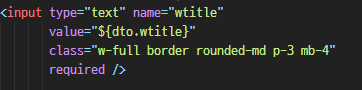 <input type="text" name="wtitle"
value="${dto.wtitle}"
class="w-full border rounded-md p-3 mb-4"
required />